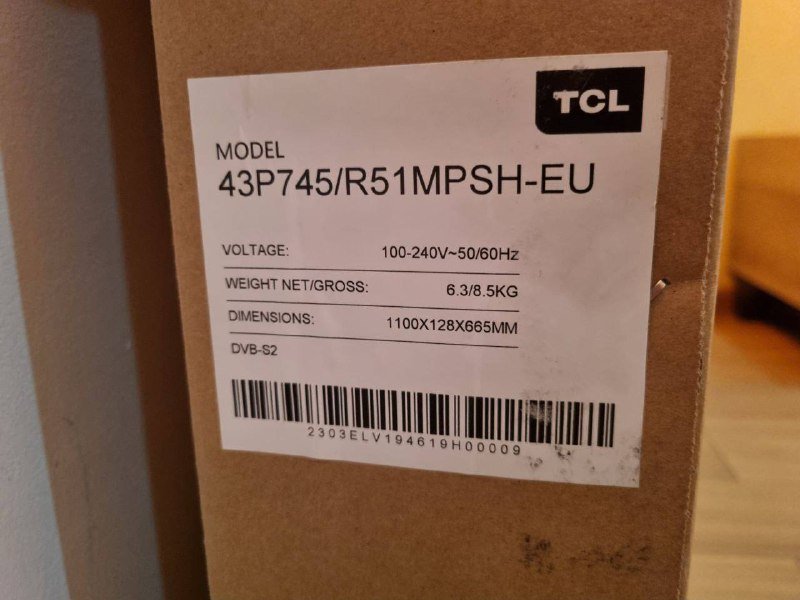 TCL
MODEL
43P745/R51MPSH-EU
VOLTAGE: 100-240V~50/60Hz
WEIGHT NET/GROSS: 6.3/8.5KG
DIMENSIONS: 1100X128X665MM
DVB-S2
2303ELV194619H00009